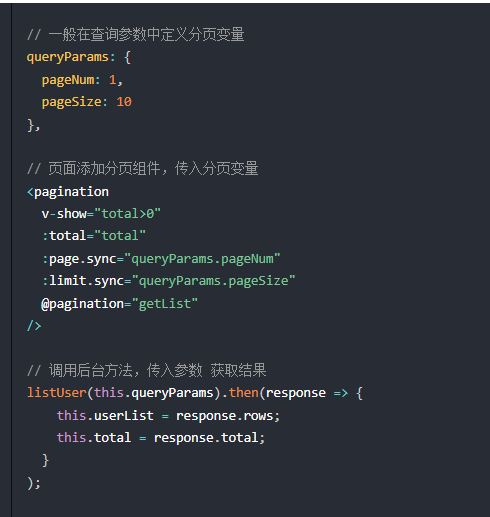 // 一般在查询参数中定义分页变量
queryParams: {
  pageNum: 1,
  pageSize: 10
},
// 页面添加分页组件，传入分页变量
<pagination
  v-show="total>0"
  :total="total"
  :page.sync="queryParams.pageNum"
  :limit.sync="queryParams.pageSize"
  @pagination="getList"
/>
// 调用后台方法，传入参数 获取结果
listUser(this.queryParams).then(response => {
    this.userList = response.rows;
    this.total = response.total;
  }
);